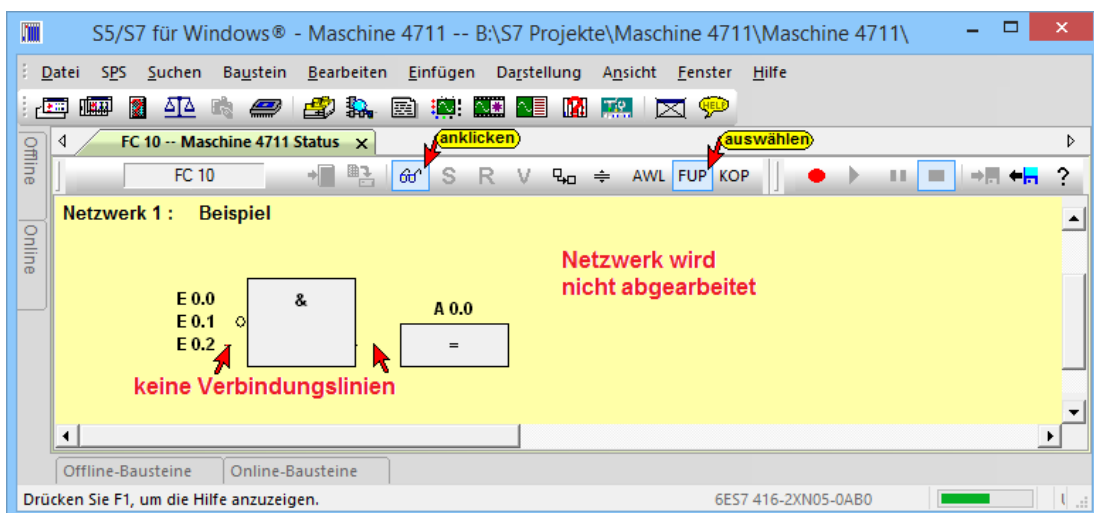 S5/S7 für Windows® - Maschine 4711 -- B:\S7 Projekte\Maschine 4711\Maschine 4711\
Datei SPS Suchen Baustein Bearbeiten Einfügen Darstellung Ansicht Fenster Hilfe
HELP
Offline
Online
FC 10 -- Maschine 4711 Status x
anklicken
auswählen
FC 10 S R V AWL FUP KOP ?
Netzwerk 1 : Beispiel
Netzwerk wird
nicht abgearbeitet
E 0.0 &
E 0.1
A 0.0
E 0.2 =
keine Verbindungslinien
Offline-Bausteine Online-Bausteine
Drücken Sie F1, um die Hilfe anzuzeigen. 6ES7 416-2XN05-0AB0